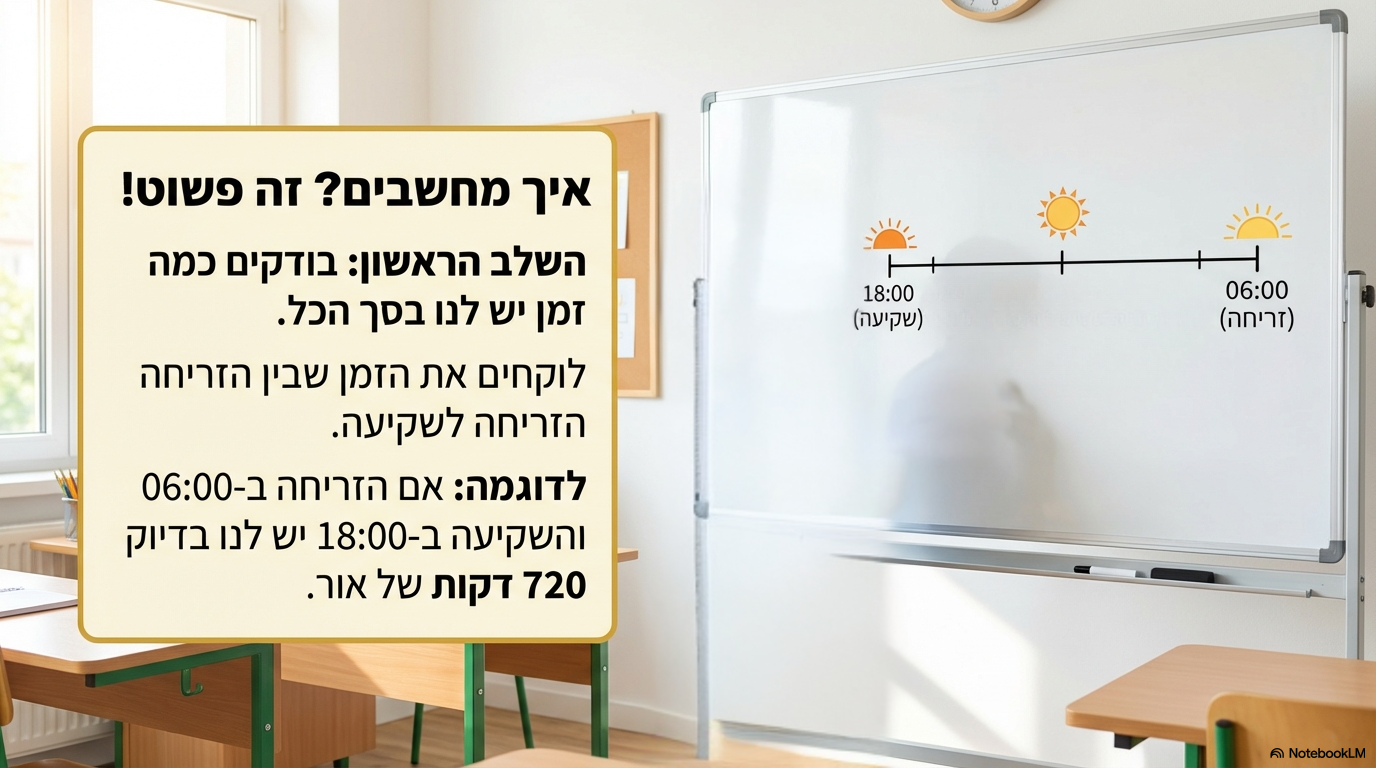 איך מחשבים? זה פשוט!
השלב הראשון: בודקים כמה
זמן יש לנו בסך הכל.
לוקחים את הזמן שבין הזריחה
הזריחה לשקיעה.
לדוגמה: אם הזריחה ב-06:00
והשקיעה ב-18:00 יש לנו בדיוק
720 דקות של אור.
06:00
(זריחה)
18:00
(שקיעה)
NotebookLM